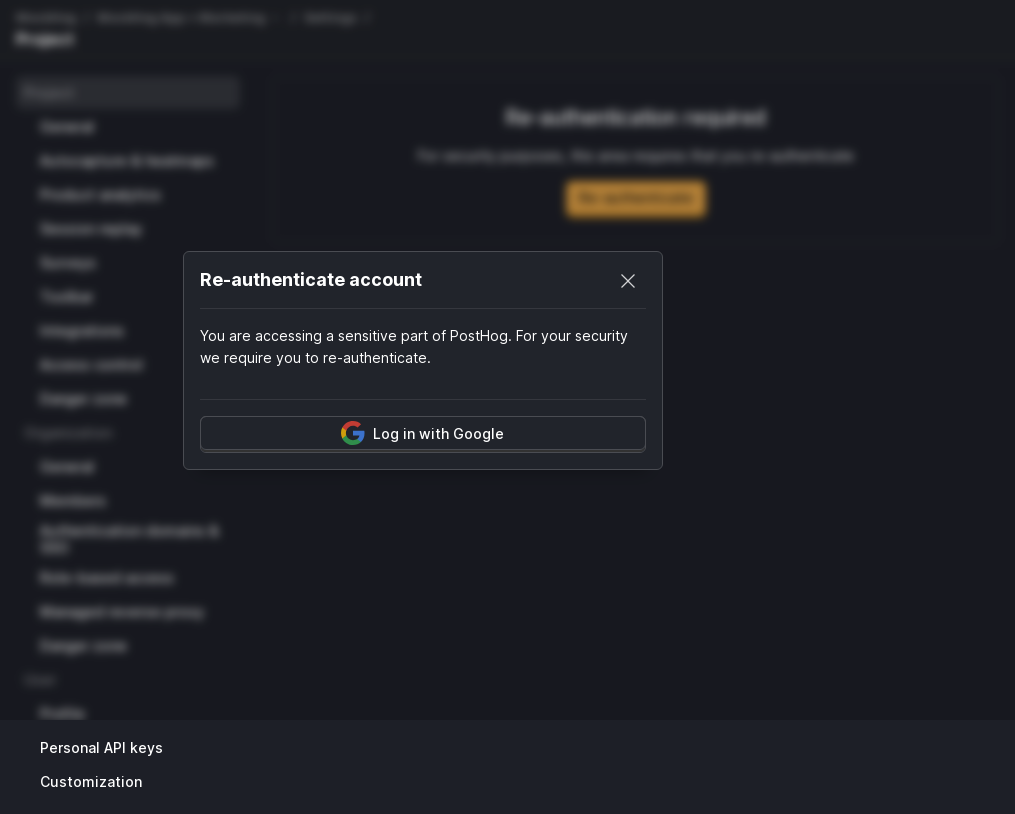 Project
Project
General
Autocapture & heatmaps
Product analytics
Session replay
Surveys
Toolbar
Integrations
Access control
Danger zone
Organization
General
Members
Authentication domains &
SSO
Role-based access
Managed reverse proxy
Danger zone
Profile
Personal API keys
Customization
Re-authentication required
For security purposes, this area requires that you re-authenticate
Re-authenticate
Re-authenticate account
You are accessing a sensitive part of PostHog. For your security
we require you to re-authenticate.
Log in with Google